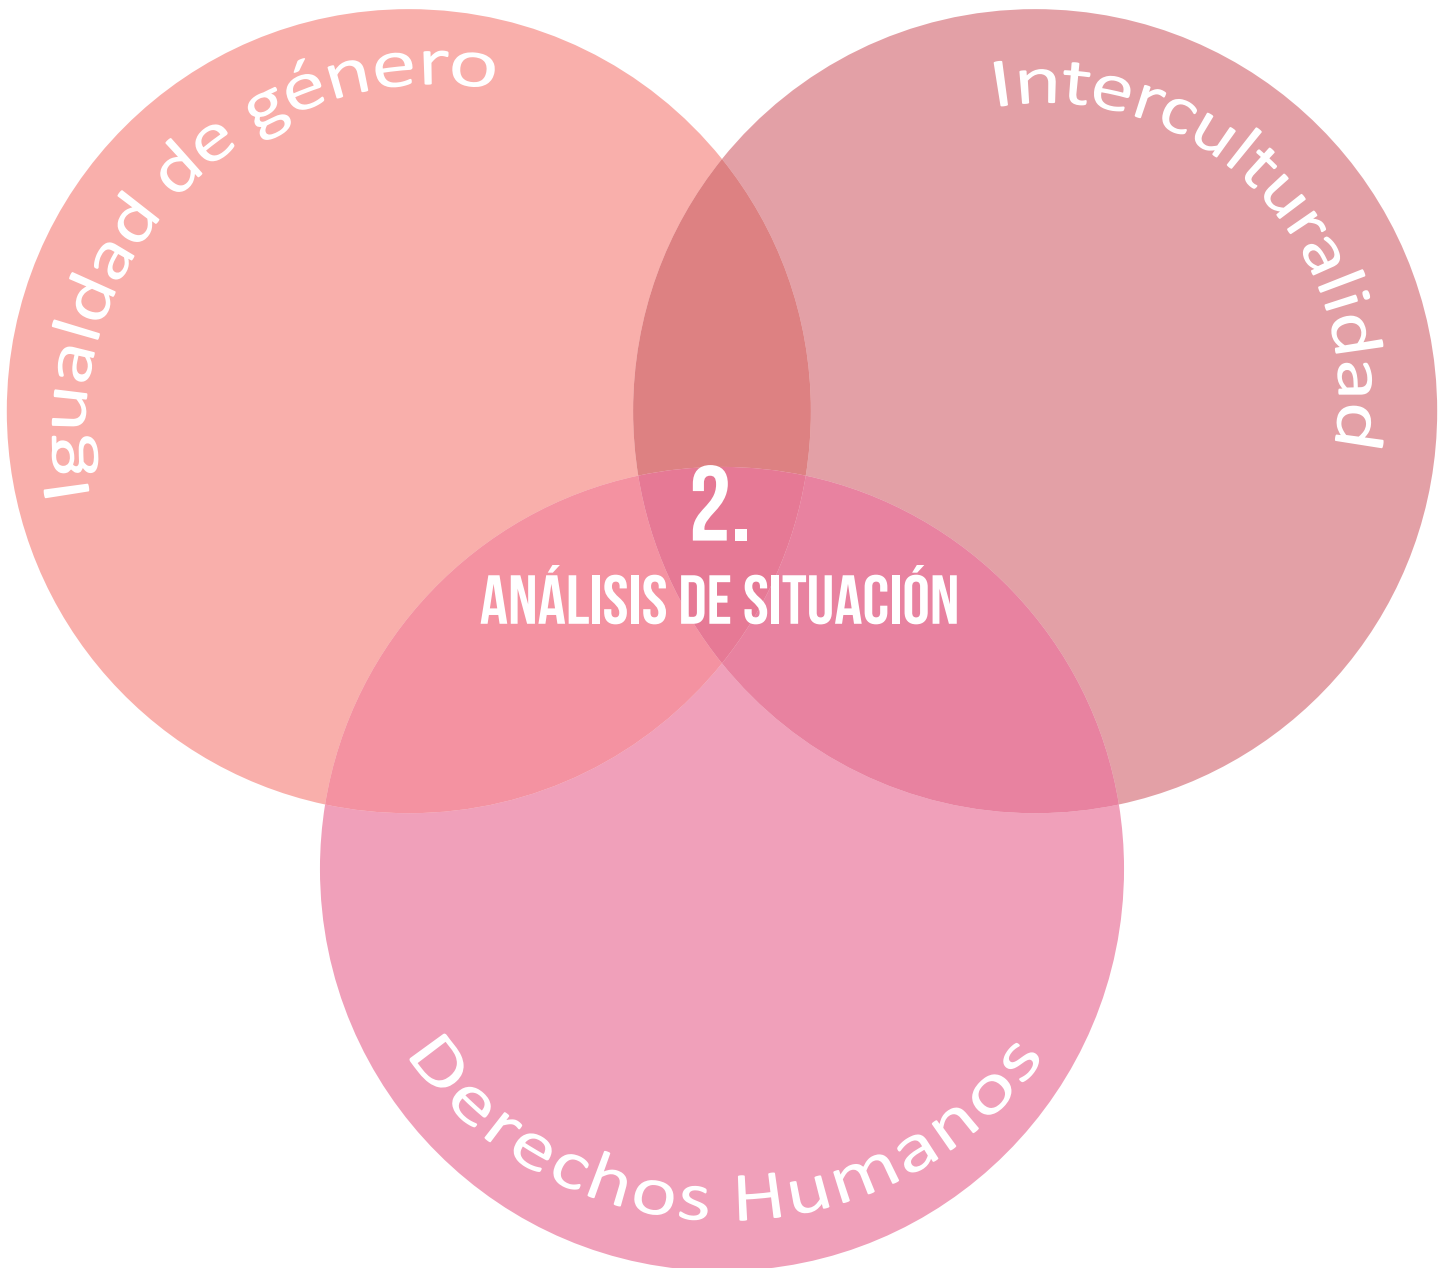 Igualdad de género
Interculturalidad
2.
ANÁLISIS DE SITUACIÓN
Derechos Humanos